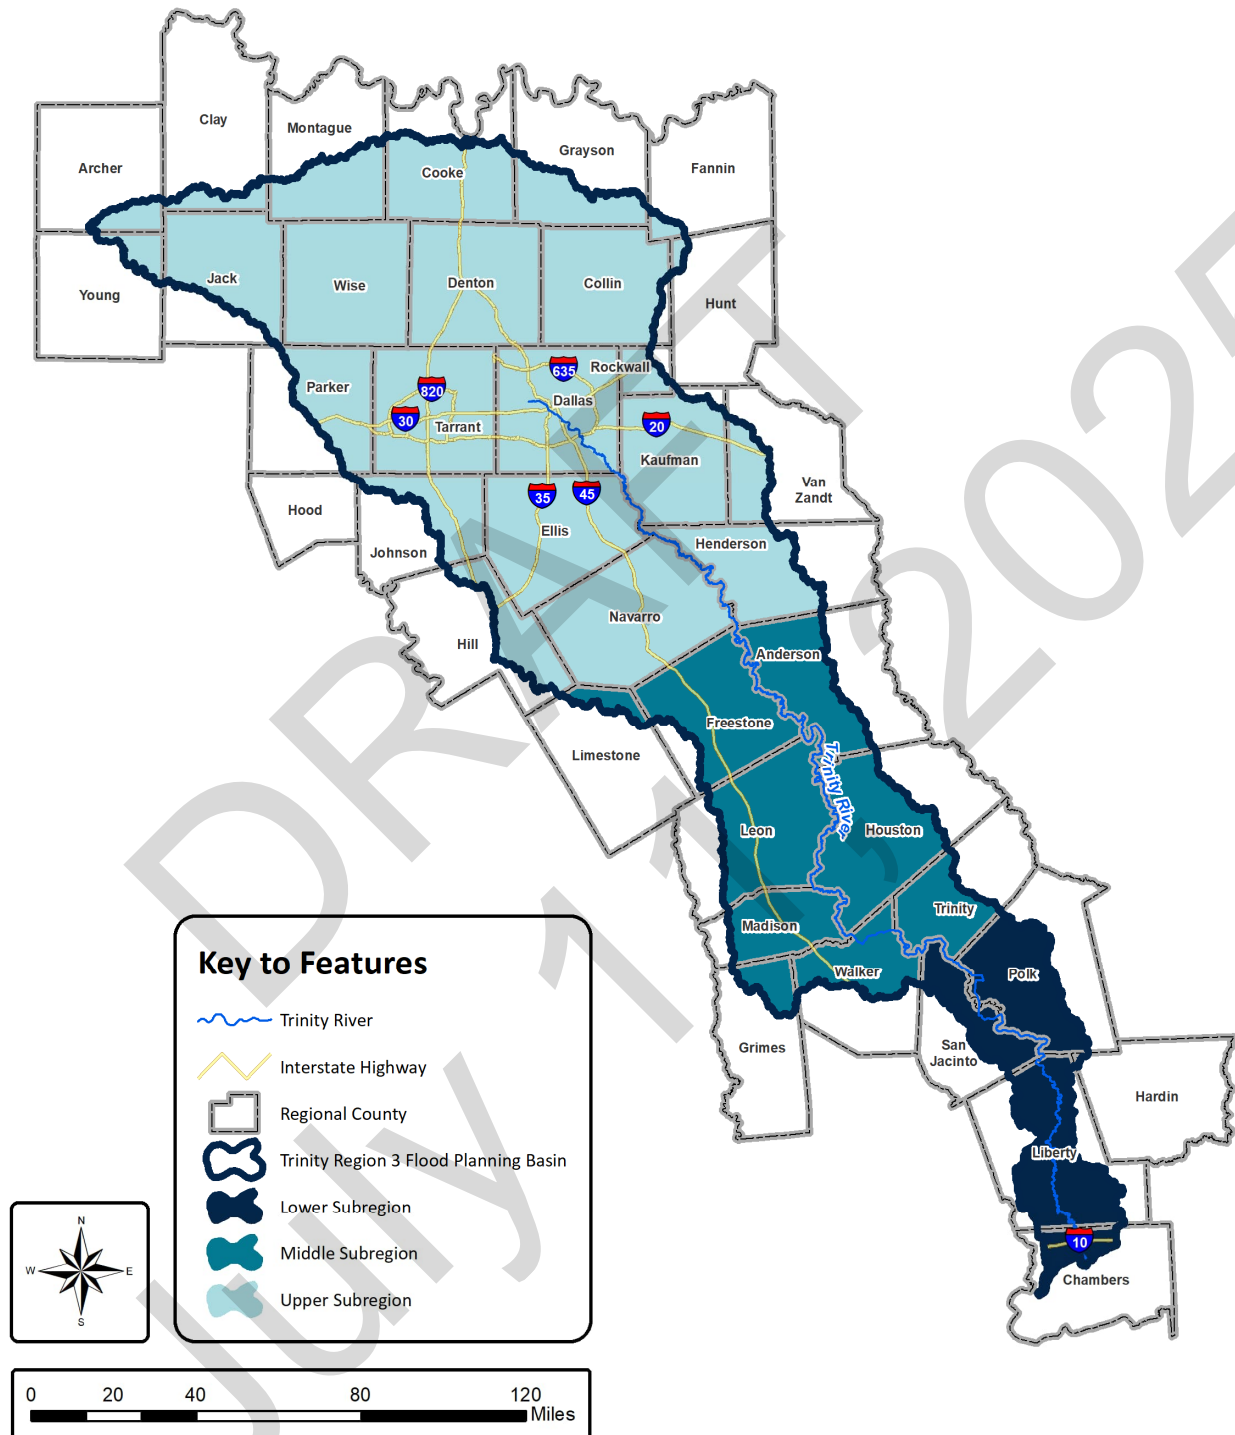 Clay
Montague
Grayson
Archer
Cooke
Fannin
Young
Jack
Wise
Denton
Collin
Hunt
635
Rockwall
Parker
820
Dallas
30
Tarrant
20
Kaufman
Van
Zandt
35
45
Hood
Ellis
Johnson
Henderson
Navarro
Hill
Anderson
Freestone
Limestone
Trinity River
Leon
Houston
Trinity
Madison
Walker
Polk
Grimes
San
Jacinto
Hardin
Liberty
10
Chambers
DRAFT
July 11, 2025
Key to Features
Trinity River
Interstate Highway
Regional County
Trinity Region 3 Flood Planning Basin
Lower Subregion
Middle Subregion
Upper Subregion
N
W E
S
0 20 40 80 120
Miles